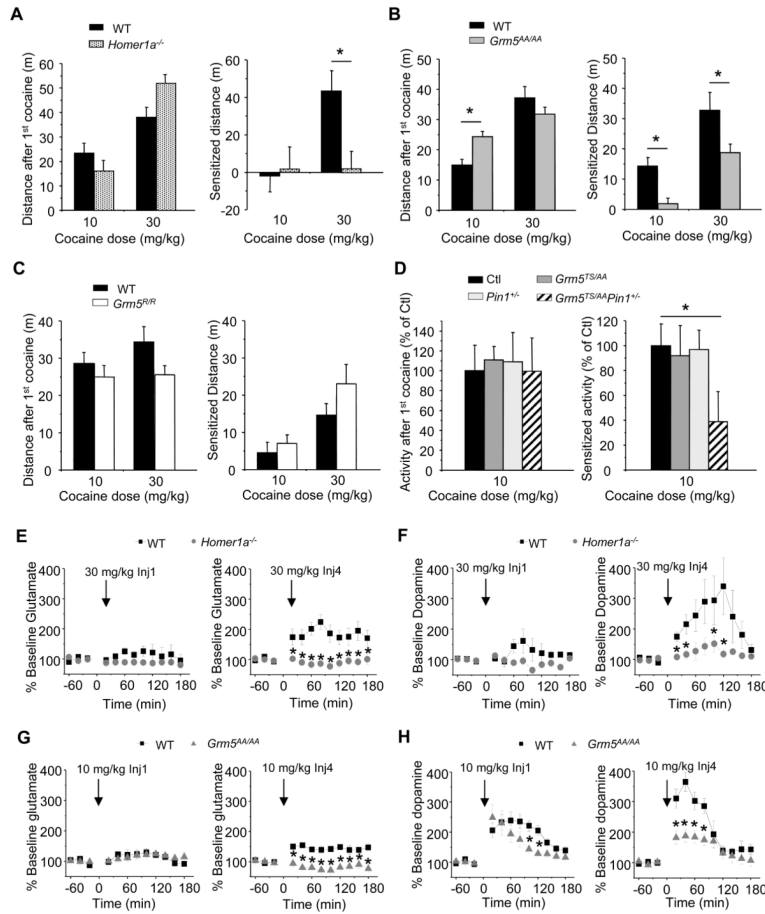 A
WT
Homer1a-/-
Distance after 1st cocaine (m)
60
50
40
30
20
10
0
10
30
Cocaine dose (mg/kg)
Sensitized distance (m)
60
40
20
0
-20
*
10
30
Cocaine dose (mg/kg)
B
WT
Grm5AA/AA
Distance after 1st cocaine (m)
50
40
30
20
10
0
*
10
30
Cocaine dose (mg/kg)
Sensitized Distance (m)
50
40
30
20
10
0
*
*
10
30
Cocaine dose (mg/kg)
C
WT
Grm5R/R
Distance after 1st cocaine (m)
40
30
20
10
0
10
30
Cocaine dose (mg/kg)
Sensitized Distance (m)
40
30
20
10
0
10
30
Cocaine dose (mg/kg)
D
Ctl
Grm5TS/AA
Pin1+/-
Grm5TS/AAPin1+/-
Activity after 1st cocaine (% of Ctl)
140
120
100
80
60
40
20
0
10
Cocaine dose (mg/kg)
Sensitized activity (% of Ctl)
120
100
80
60
40
20
0
*
10
Cocaine dose (mg/kg)
E
WT
Homer1a-/-
% Baseline Glutamate
400
300
200
100
30 mg/kg Inj1
-60 0 60 120 180
Time (min)
% Baseline Glutamate
400
300
200
100
30 mg/kg Inj4
* * * * * * * * *
-60 0 60 120 180
Time (min)
F
WT
Homer1a-/-
% Baseline Dopamine
400
300
200
100
30 mg/kg Inj1
-60 0 60 120 180
Time (min)
% Baseline Dopamine
400
300
200
100
30 mg/kg Inj4
* * * *
-60 0 60 120 180
Time (min)
G
WT
Grm5AA/AA
% Baseline glutamate
400
300
200
100
10 mg/kg Inj1
-60 0 60 120 180
Time (min)
% Baseline glutamate
400
300
200
100
10 mg/kg Inj4
* * * * * * * * *
-60 0 60 120 180
Time (min)
H
WT
Grm5AA/AA
% Baseline dopamine
400
300
200
100
10 mg/kg Inj1
* * *
-60 0 60 120 180
Time (min)
% Baseline dopamine
400
300
200
100
10 mg/kg Inj4
* * * *
-60 0 60 120 180
Time (min)